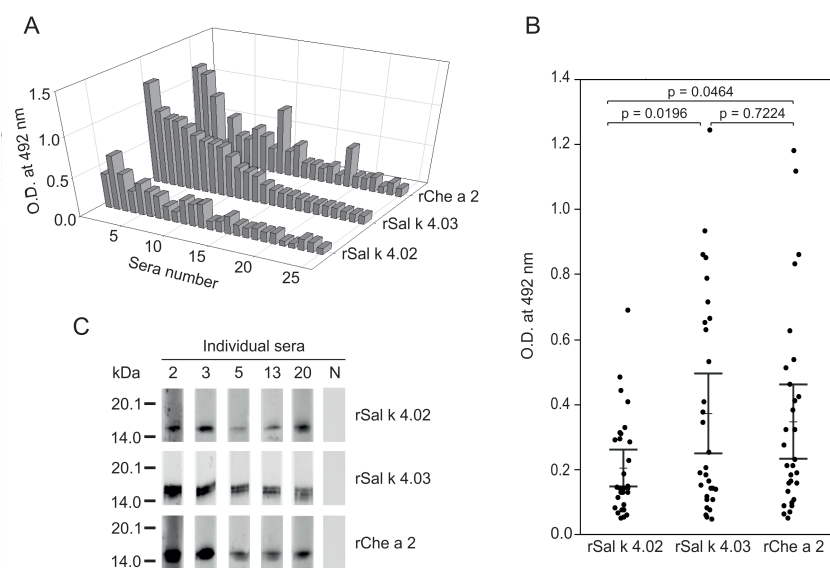 A
O.D. at 492 nm
1.5
1.0
0.5
0.0
5
10
15
20
25
Sera number
rChe a 2
rSal k 4.03
rSal k 4.02
B
O.D. at 492 nm
1.4
1.2
1.0
0.8
0.6
0.4
0.2
0.0
p = 0.0464
p = 0.0196
p = 0.7224
rSal k 4.02 rSal k 4.03 rChe a 2
C
Individual sera
kDa 2 3 5 13 20 N
20.1
14.0
rSal k 4.02
20.1
14.0
rSal k 4.03
20.1
14.0
rChe a 2